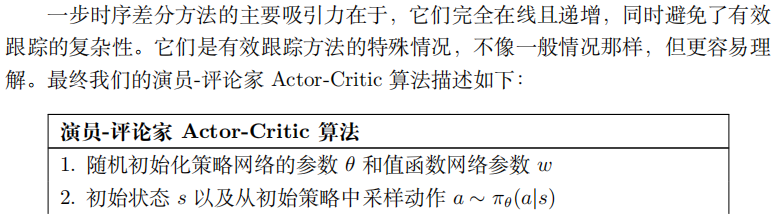 一步时序差分方法的主要吸引力在于，它们完全在线且递增，同时避免了有效
跟踪的复杂性。它们是有效跟踪方法的特殊情况，不像一般情况那样，但更容易理
解。最终我们的演员-评论家 Actor-Critic 算法描述如下：
演员-评论家 Actor-Critic 算法
1. 随机初始化策略网络的参数 θ 和值函数网络参数 w
2. 初始状态 s 以及从初始策略中采样动作 a ∼ πθ(a|s)